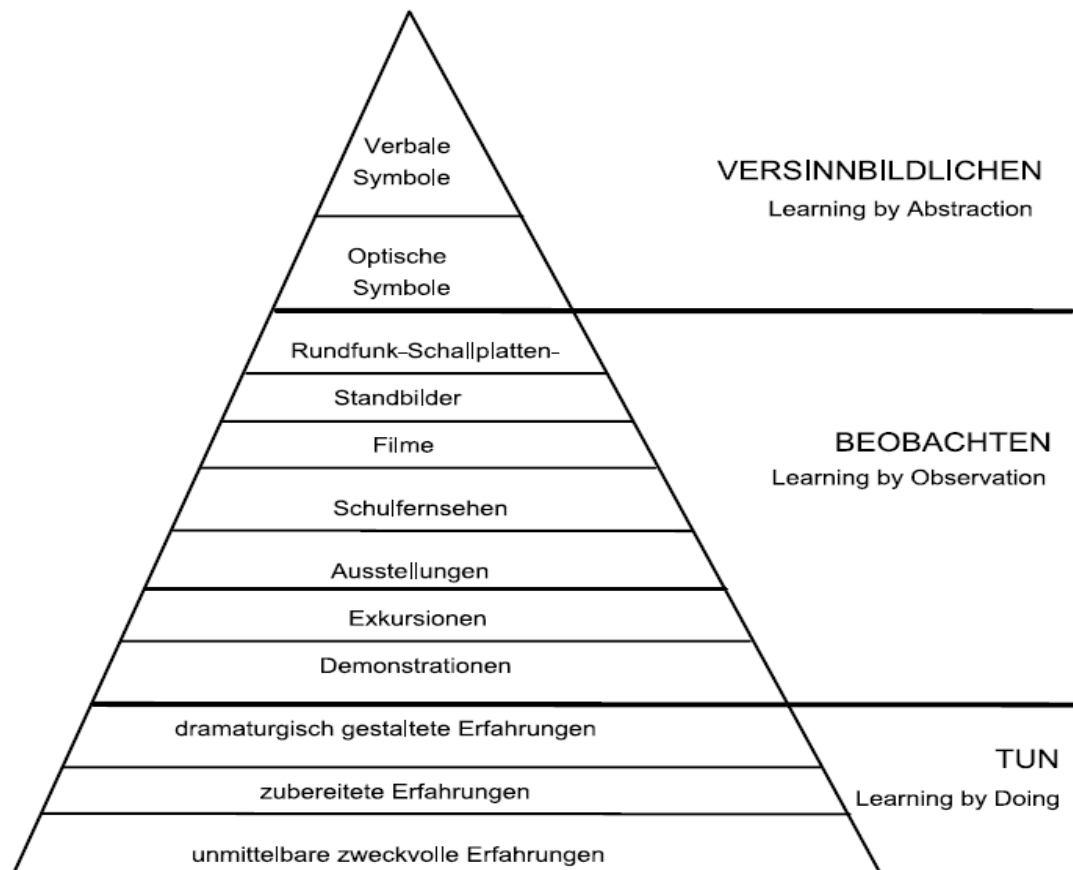 Verbale
Symbole
VERSINNBILDLICHEN
Learning by Abstraction
Optische
Symbole
Rundfunk-Schallplatten-
Standbilder
Filme
BEOBACHTEN
Learning by Observation
Schulfernsehen
Ausstellungen
Exkursionen
Demonstrationen
dramaturgisch gestaltete Erfahrungen
TUN
Learning by Doing
zubereitete Erfahrungen
unmittelbare zweckvolle Erfahrungen